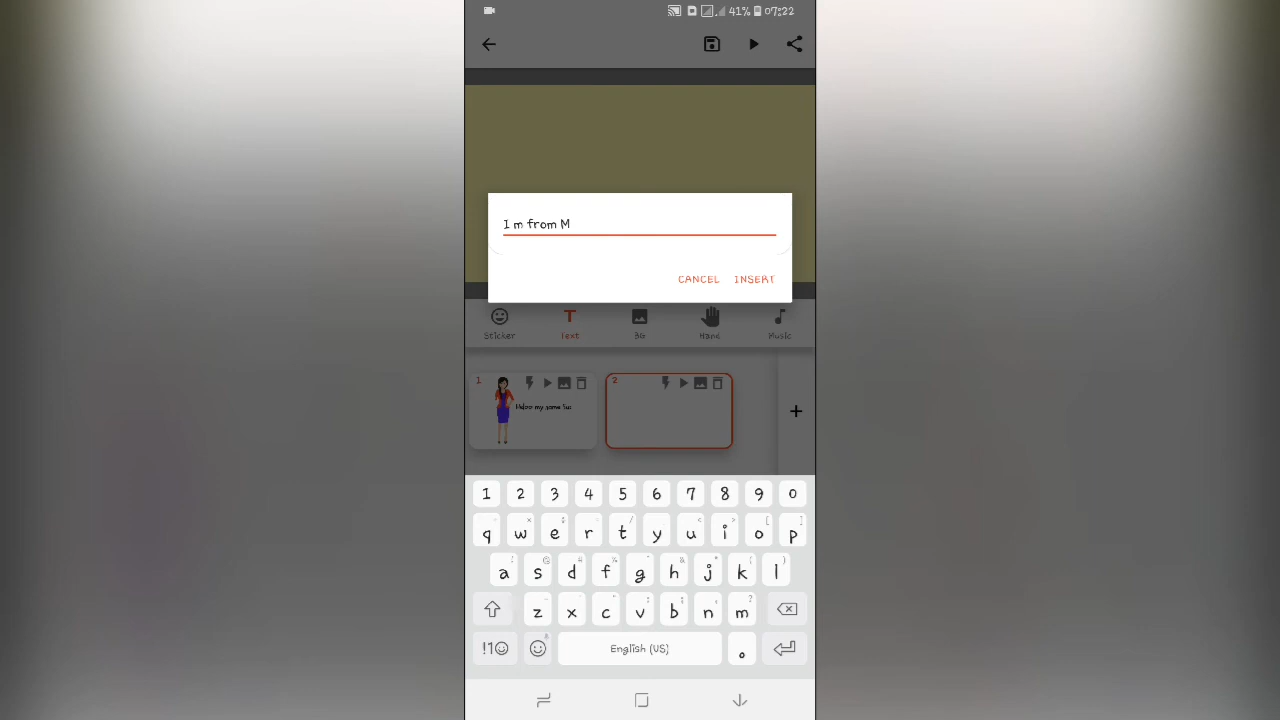 41% 07:22
I m from M
CANCEL INSERT
Sticker Text BG Hand Music
1 2
1 2 3 4 5 6 7 8 9 0
q w e r t y u i o p
a s d f g h j k l
z x c v b n m
!1☺ English (US) .